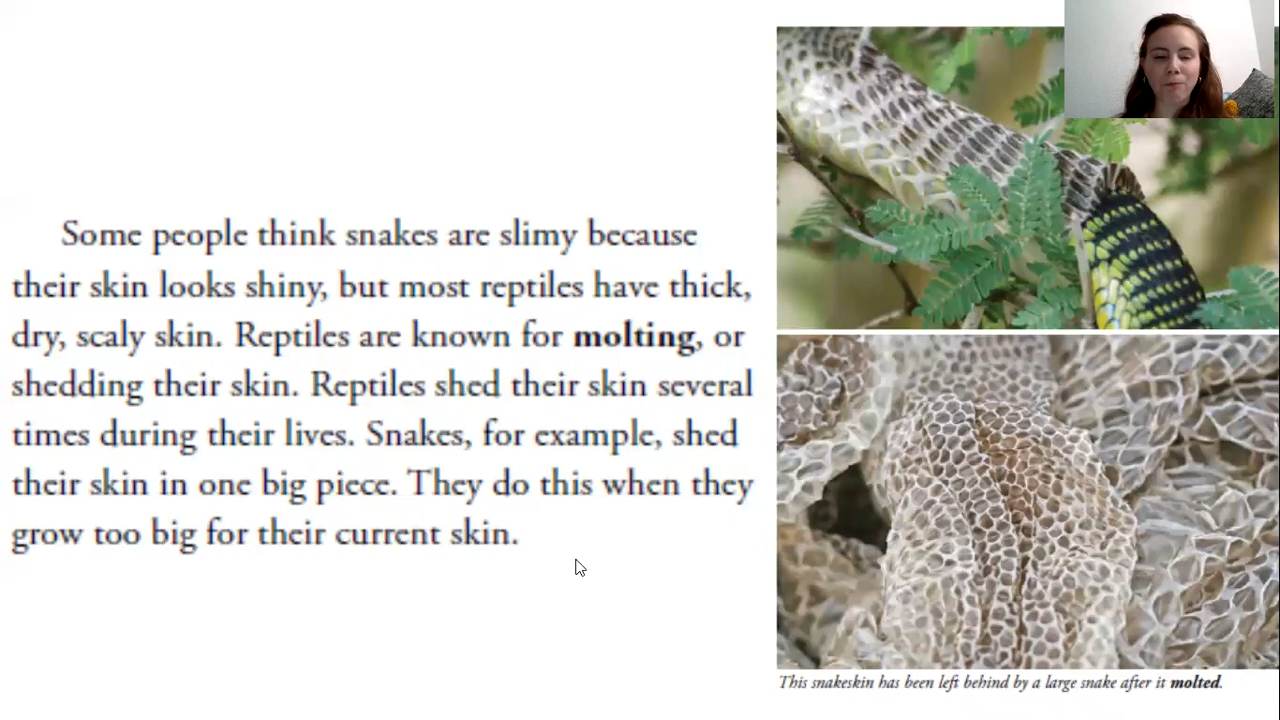 Some people think snakes are slimy because
their skin looks shiny, but most reptiles have thick,
dry, scaly skin. Reptiles are known for molting, or
shedding their skin. Reptiles shed their skin several
times during their lives. Snakes, for example, shed
their skin in one big piece. They do this when they
grow too big for their current skin.
This snakeskin has been left behind by a large snake after it molted.